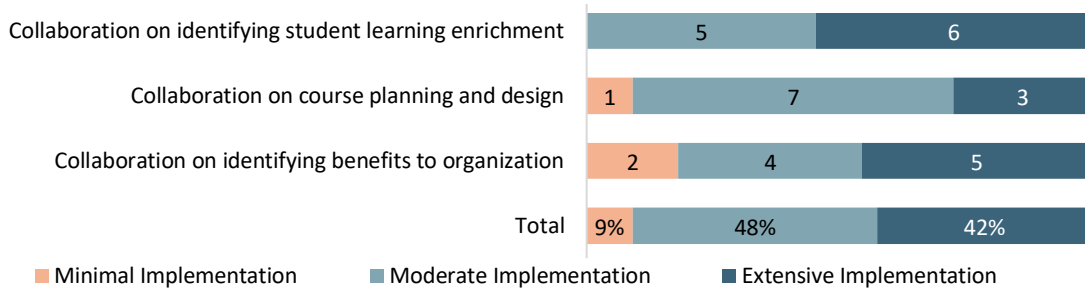 Collaboration on identifying student learning enrichment 5 6
Collaboration on course planning and design 1 7 3
Collaboration on identifying benefits to organization 2 4 5
Total 9% 48% 42%
Minimal Implementation Moderate Implementation Extensive Implementation